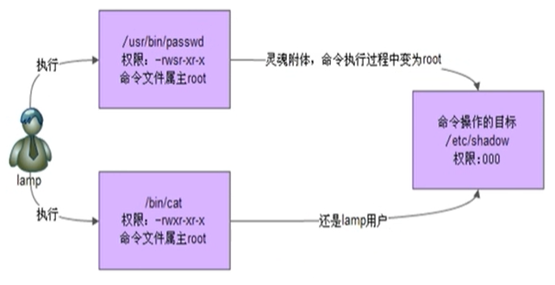 /usr/bin/passwd
权限：-rwsr-xr-x
命令文件属主root
执行
灵魂附体，命令执行过程中变为root
命令操作的目标
/etc/shadow
权限:000
lamp
执行
/bin/cat
权限：-rwxr-xr-x
命令文件属主root
还是lamp用户